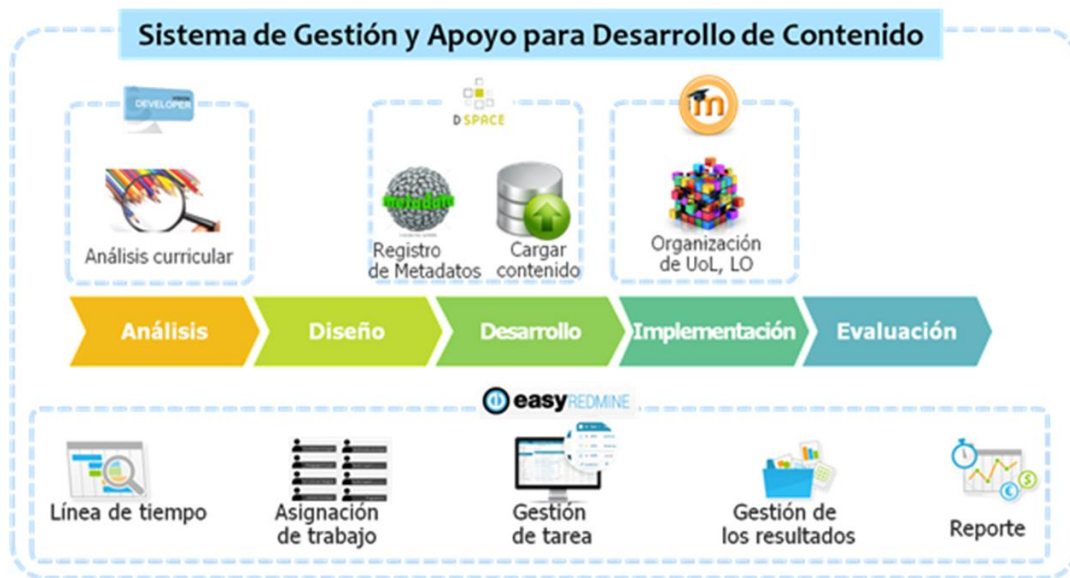 Sistema de Gestión y Apoyo para Desarrollo de Contenido
DEVELOPER
DSPACE
m
metadata
Análisis curricular
Registro
de Metadatos
Cargar
contenido
Organización
de UoL, LO
Análisis
Diseño
Desarrollo
Implementación
Evaluación
easyREDMINE
Línea de tiempo
Asignación
de trabajo
Gestión
de tarea
Gestión de
los resultados
Reporte